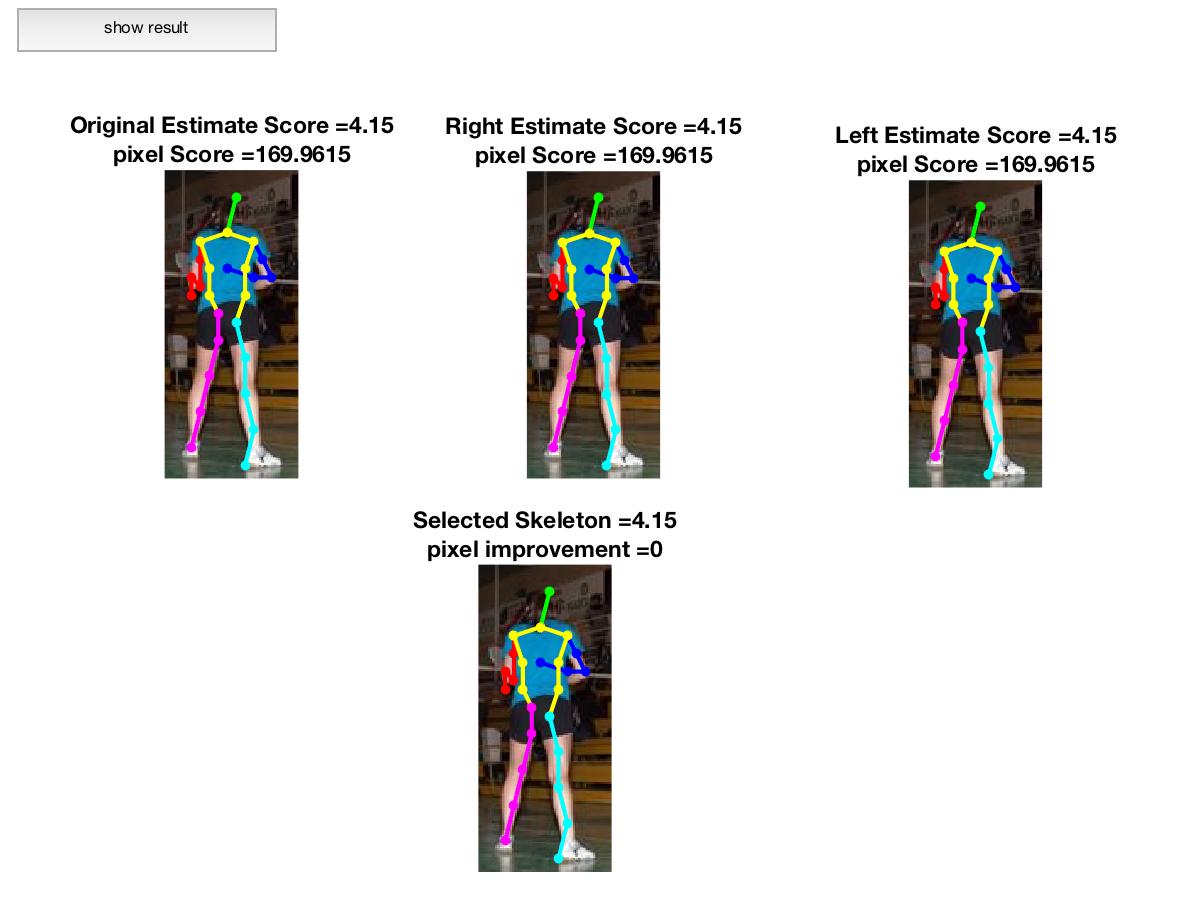 show result
Original Estimate Score =4.15
pixel Score =169.9615
Right Estimate Score =4.15
pixel Score =169.9615
Left Estimate Score =4.15
pixel Score =169.9615
Selected Skeleton =4.15
pixel improvement =0